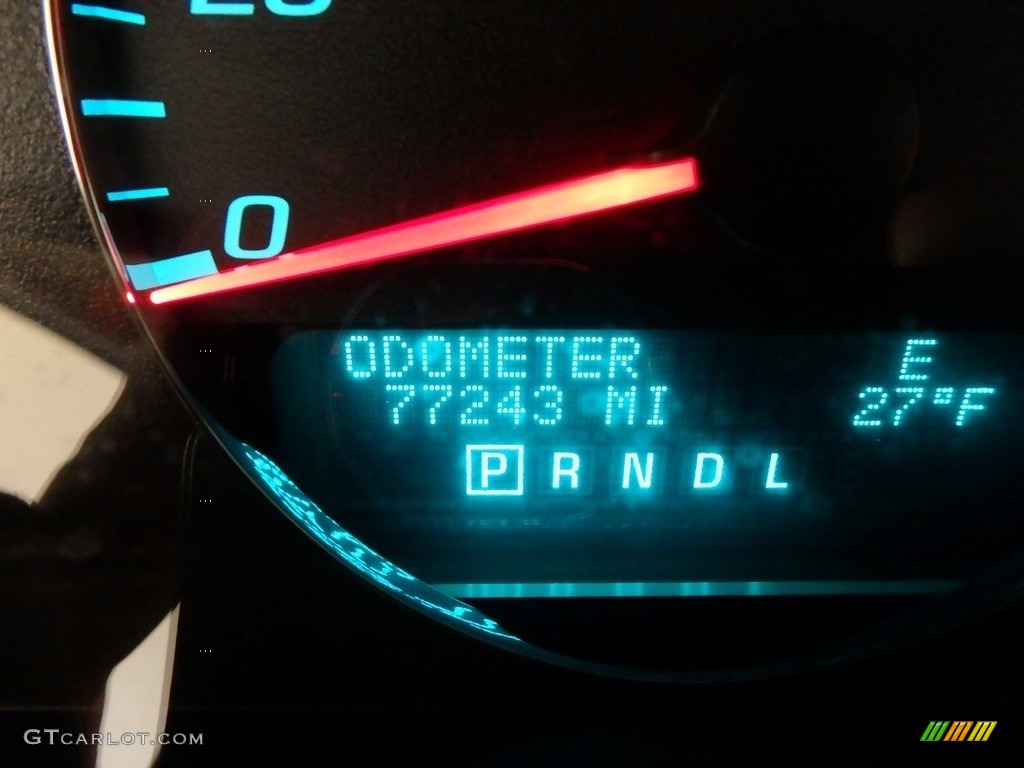 0
ODOMETER E
77243 MI 27°F
P R N D L
GTCARLOT.COM